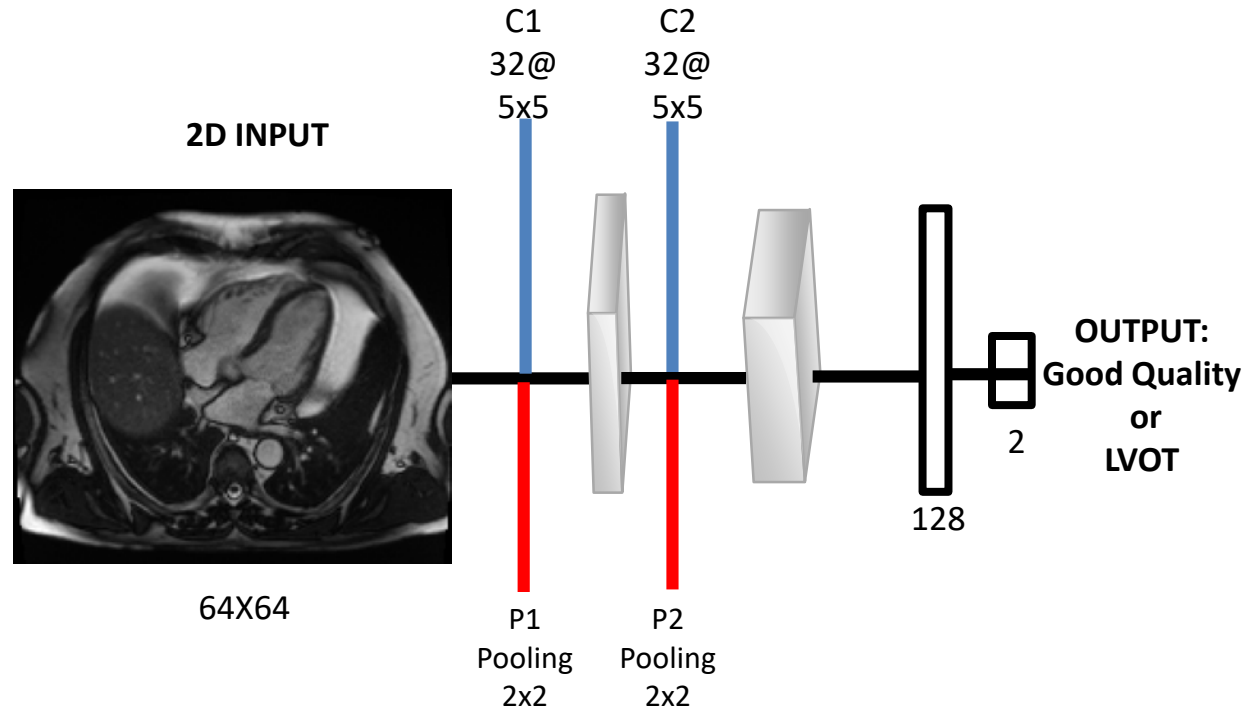 C1
32@
5x5
C2
32@
5x5
2D INPUT
64X64
P1
Pooling
2x2
P2
Pooling
2x2
128
2
OUTPUT:
Good Quality
or
LVOT